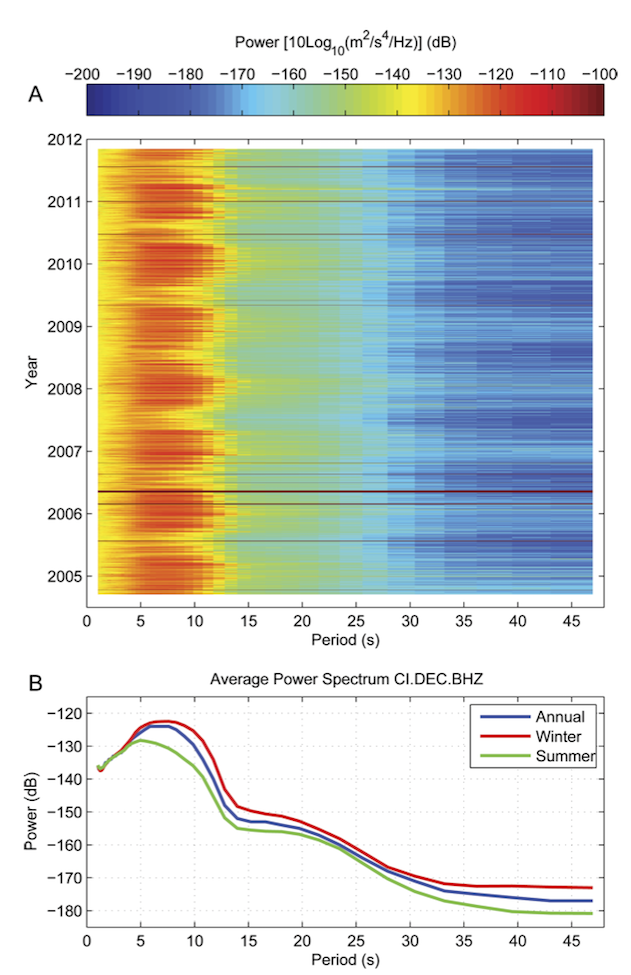 Power [10Log10(m2/s4/Hz)] (dB)
A
−200 −190 −180 −170 −160 −150 −140 −130 −120 −110 −100
2012
2011
2010
2009
2008
2007
2006
2005
Year
0 5 10 15 20 25 30 35 40 45
Period (s)
B
Average Power Spectrum CI.DEC.BHZ
−120
−130
−140
−150
−160
−170
−180
Power (dB)
Annual
Winter
Summer
0 5 10 15 20 25 30 35 40 45
Period (s)